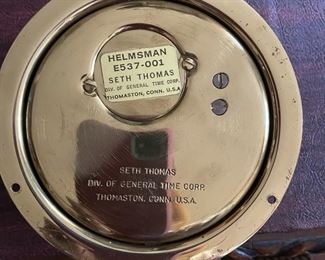 HELMSMAN
E537-001
SETH THOMAS
DIV. OF GENERAL TIME CORP.
THOMASTON, CONN. U.S.A
SETH THOMAS
DIV. OF GENERAL TIME CORP.
THOMASTON, CONN. U.S.A.